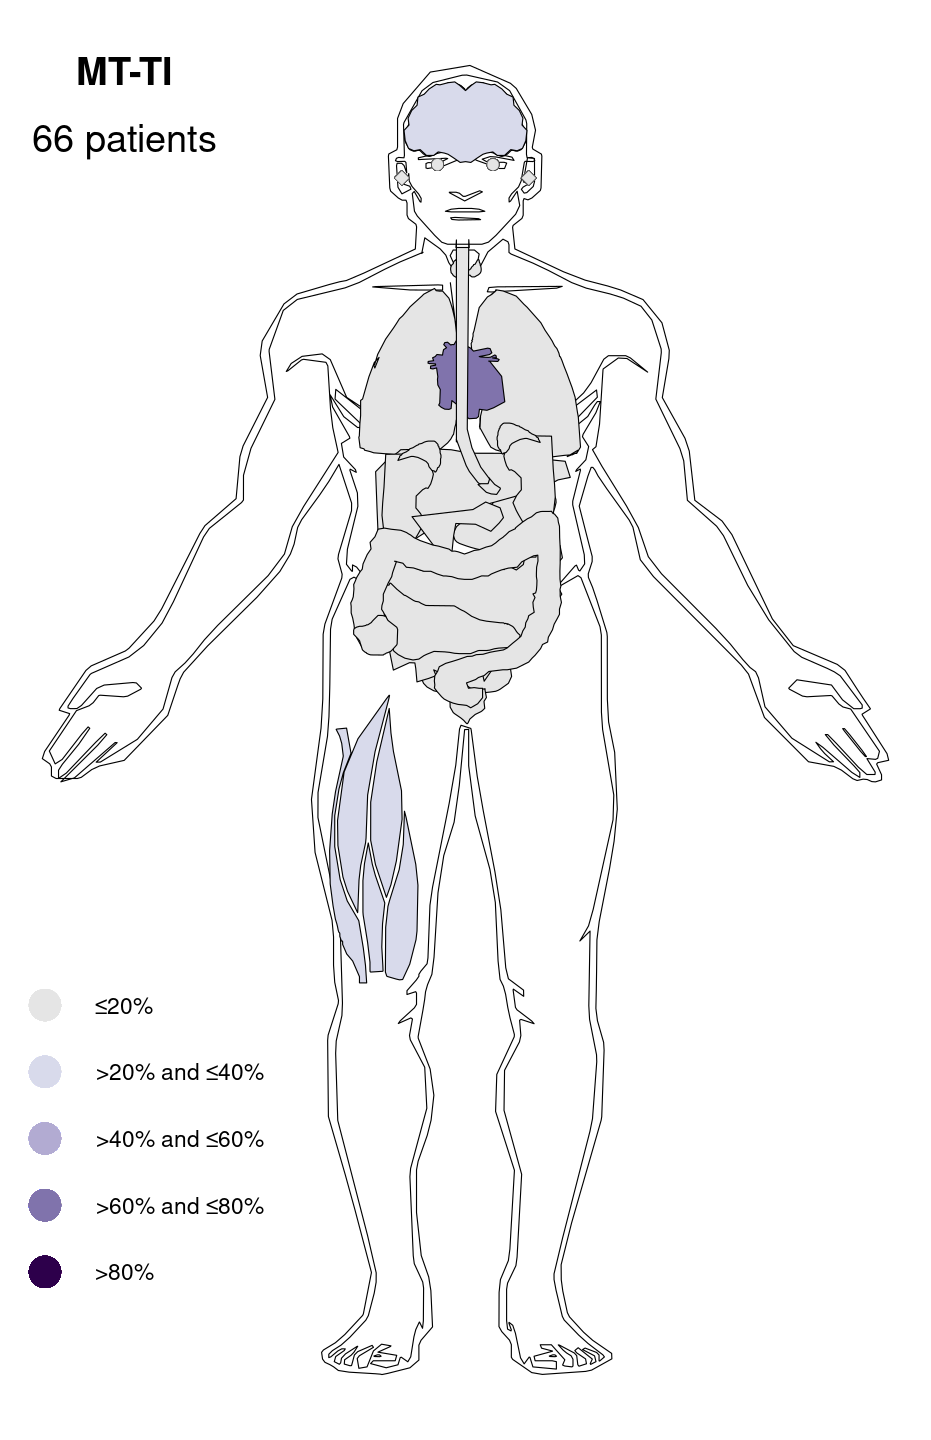 MT-TI
66 patients
≤20%
>20% and ≤40%
>40% and ≤60%
>60% and ≤80%
>80%